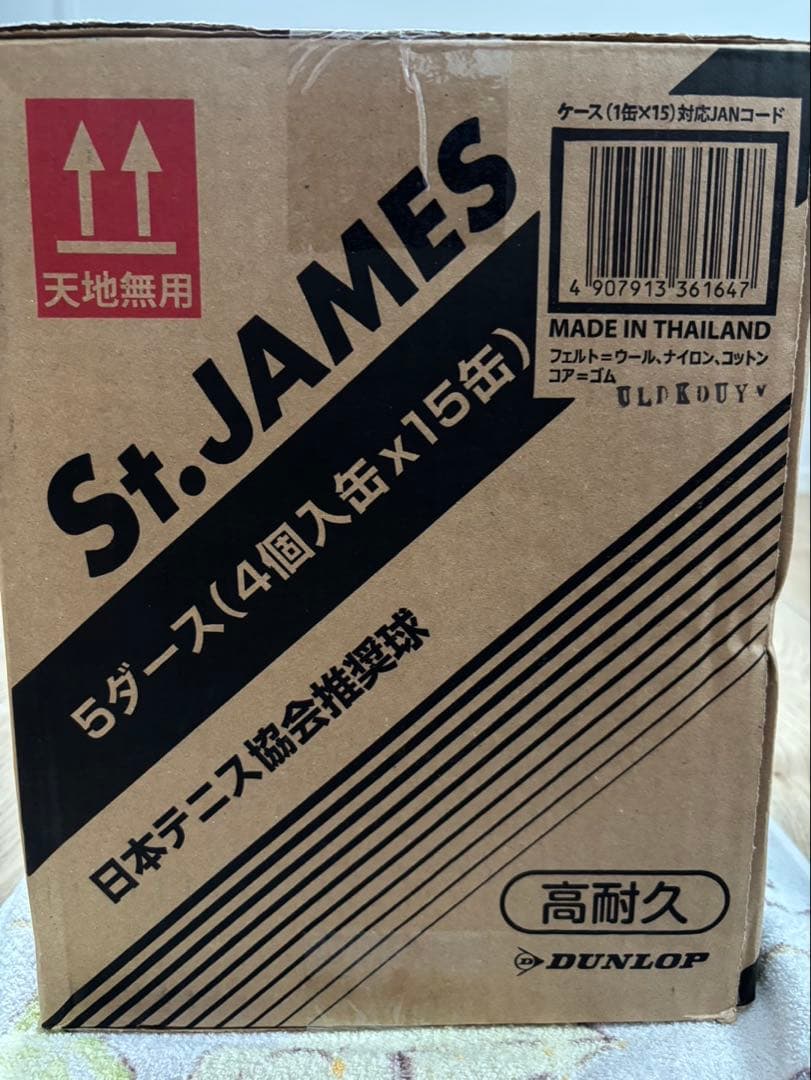 天地無用
St.JAMES
5ダース(4個入缶x15缶)
日本テニス協会推奨球
ケース(1缶×15)対応JANコード
4 907913 361647
MADE IN THAILAND
フェルト=ウール、ナイロン、コットン
コア=ゴム
高耐久
DUNLOP